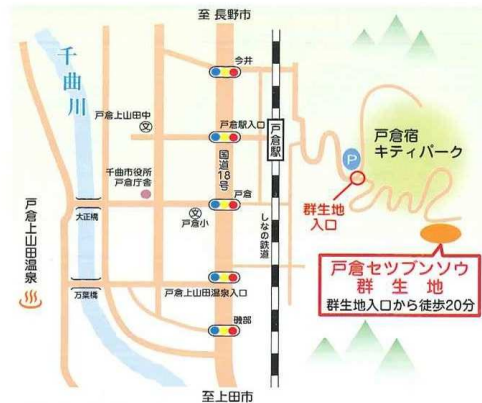 至 長野市
千曲川
今井
戸倉上山田中
文
戸倉駅入口
戸倉駅
P
戸倉宿
キティパーク
千曲市役所
戸倉庁舎
国道18号
戸倉
群生地
入口
大正橋
文
戸倉小
しなの鉄道
戸倉上山田温泉
戸倉セツブンソウ
群生地
群生地入口から徒歩20分
万葉橋
戸倉上山田温泉入口
磯部
至上田市